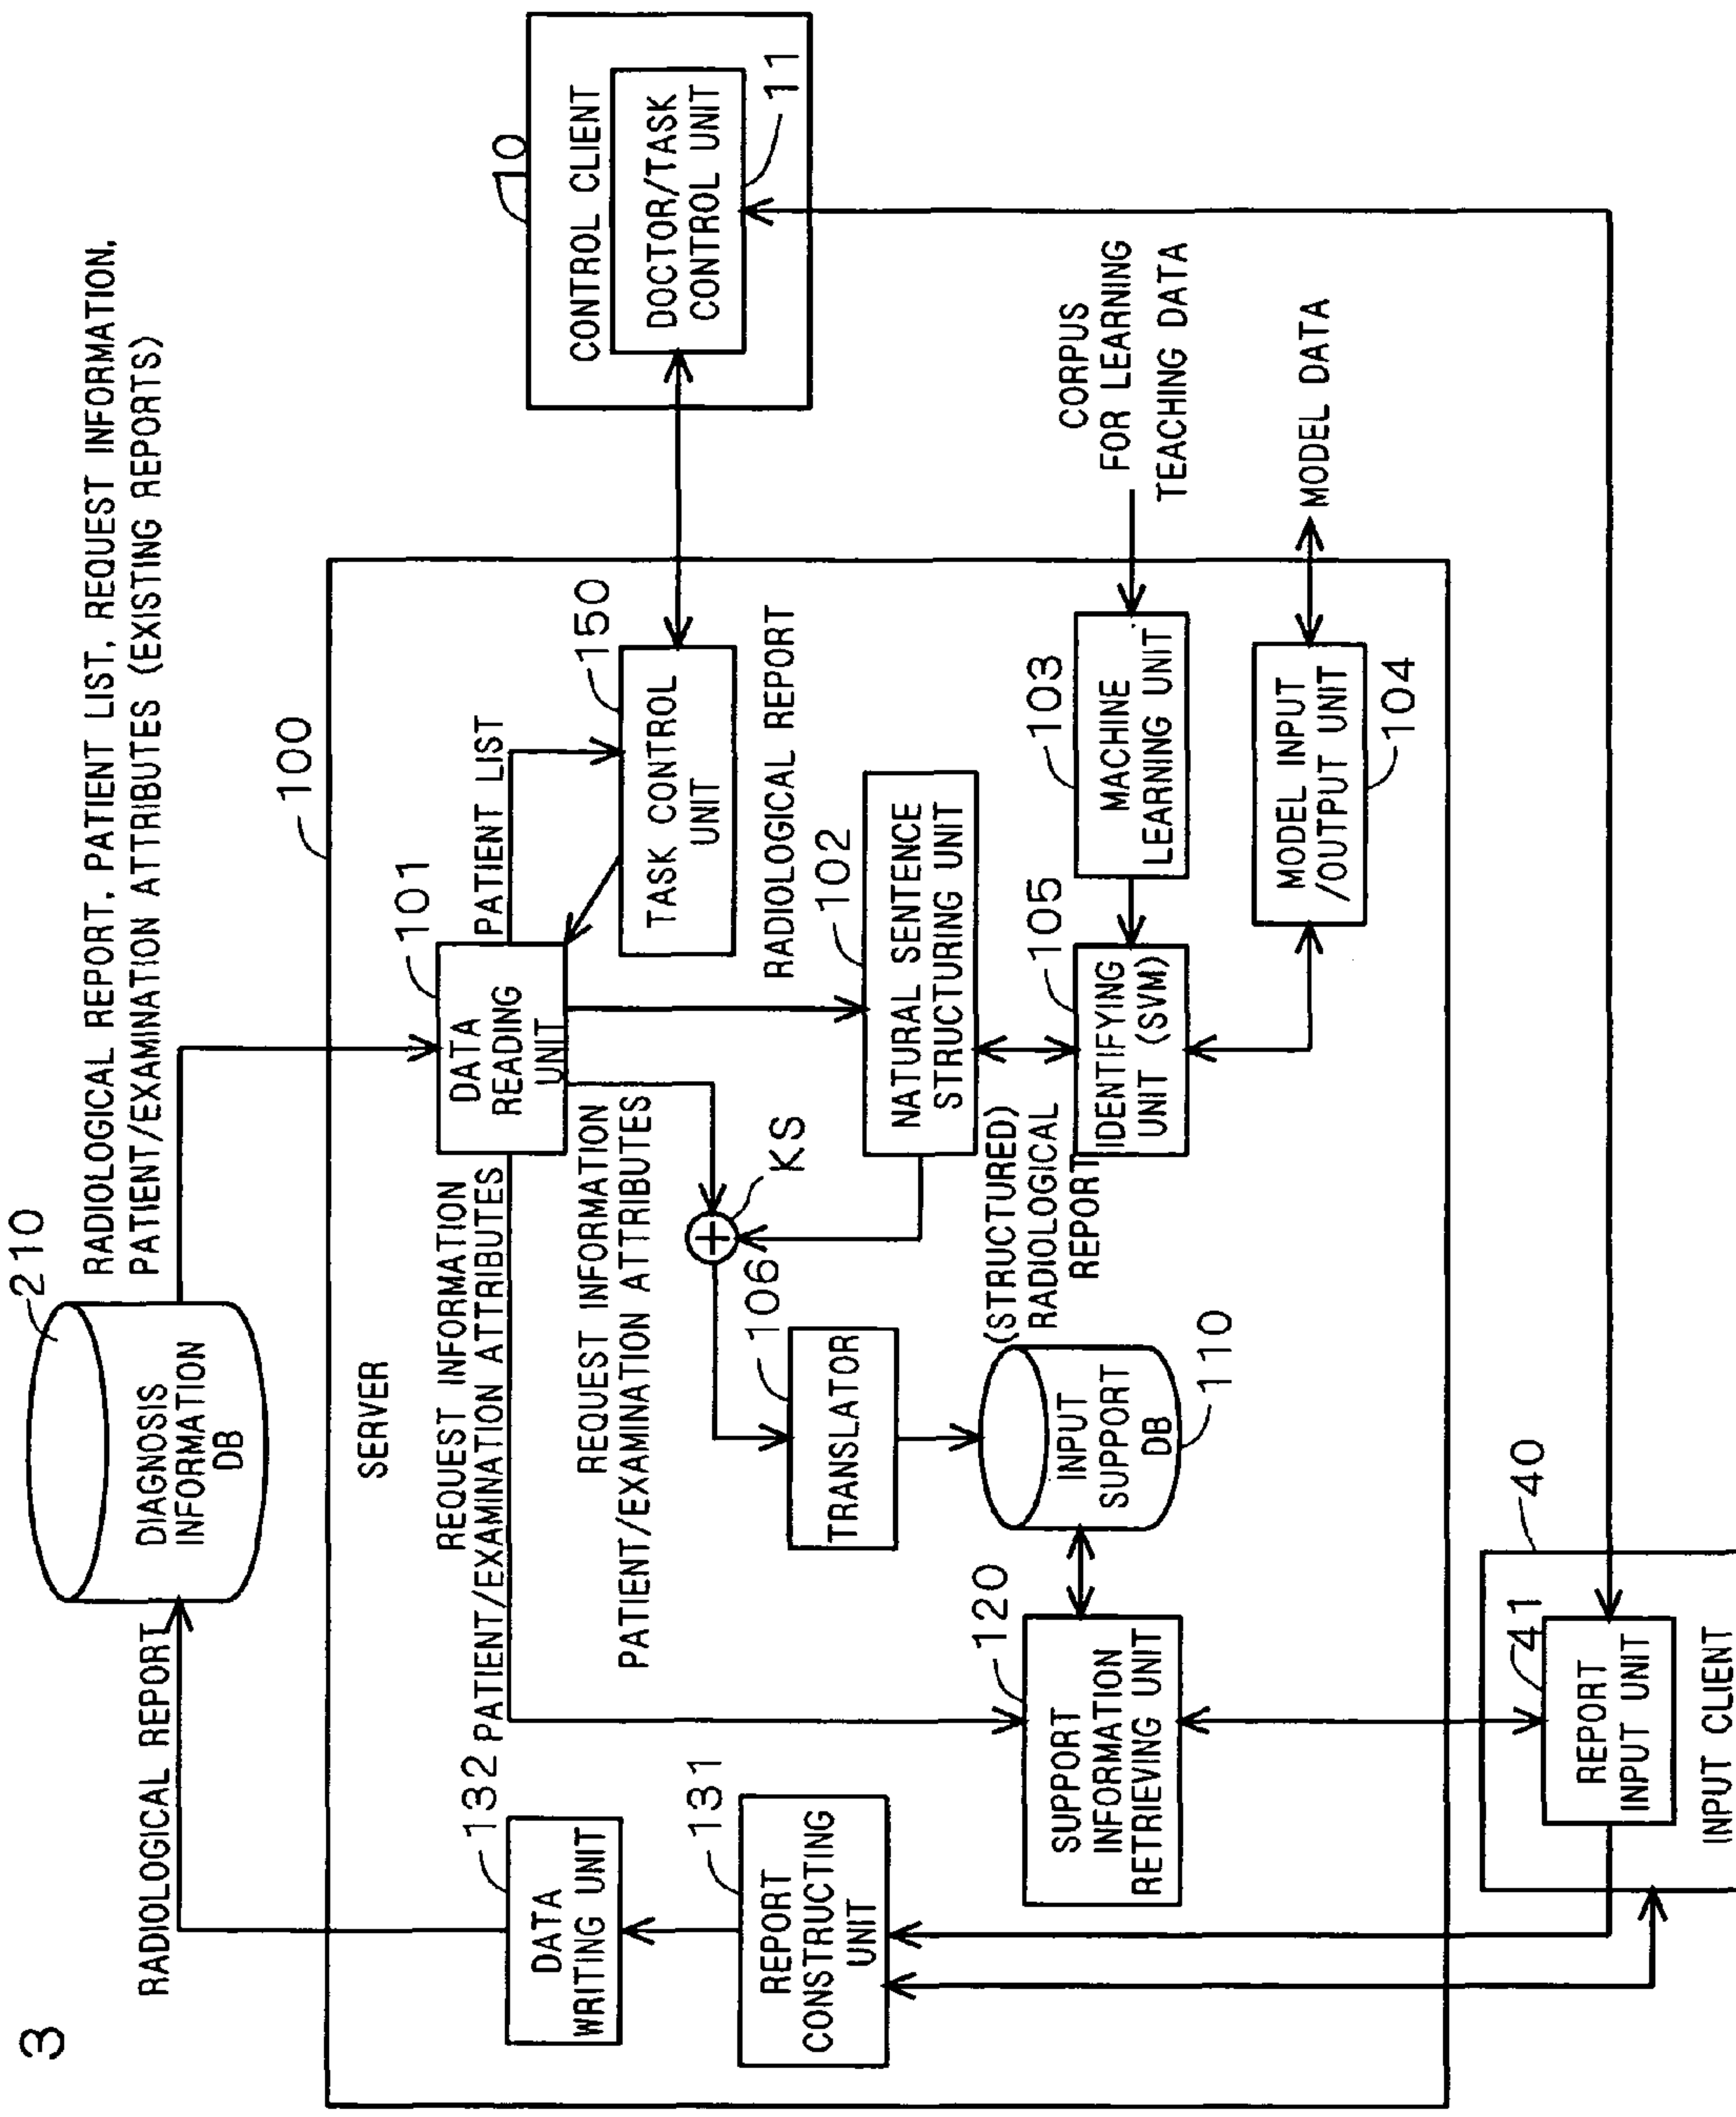 3
210
DIAGNOSIS
INFORMATION
DB
RADIOLOGICAL REPORT
RADIOLOGICAL REPORT, PATIENT LIST, REQUEST INFORMATION,
PATIENT/EXAMINATION ATTRIBUTES (EXISTING REPORTS)
100
SERVER
132
DATA
WRITING UNIT
131
REPORT
CONSTRUCTING
UNIT
REQUEST INFORMATION
PATIENT/EXAMINATION ATTRIBUTES
101
DATA
READING
UNIT
PATIENT LIST
150
TASK CONTROL
UNIT
10
CONTROL CLIENT
DOCTOR/TASK
CONTROL UNIT
11
REQUEST INFORMATION
PATIENT/EXAMINATION ATTRIBUTES
KS
RADIOLOGICAL REPORT
102
NATURAL SENTENCE
STRUCTURING UNIT
106
TRANSLATOR
(STRUCTURED)
RADIOLOGICAL
REPORT
120
SUPPORT
INFORMATION
RETRIEVING UNIT
INPUT
SUPPORT
DB
110
105
IDENTIFYING
UNIT (SVM)
103
MACHINE
LEARNING UNIT
CORPUS
FOR LEARNING
TEACHING DATA
MODEL INPUT
/OUTPUT UNIT
104
MODEL DATA
40
41
REPORT
INPUT UNIT
INPUT CLIENT